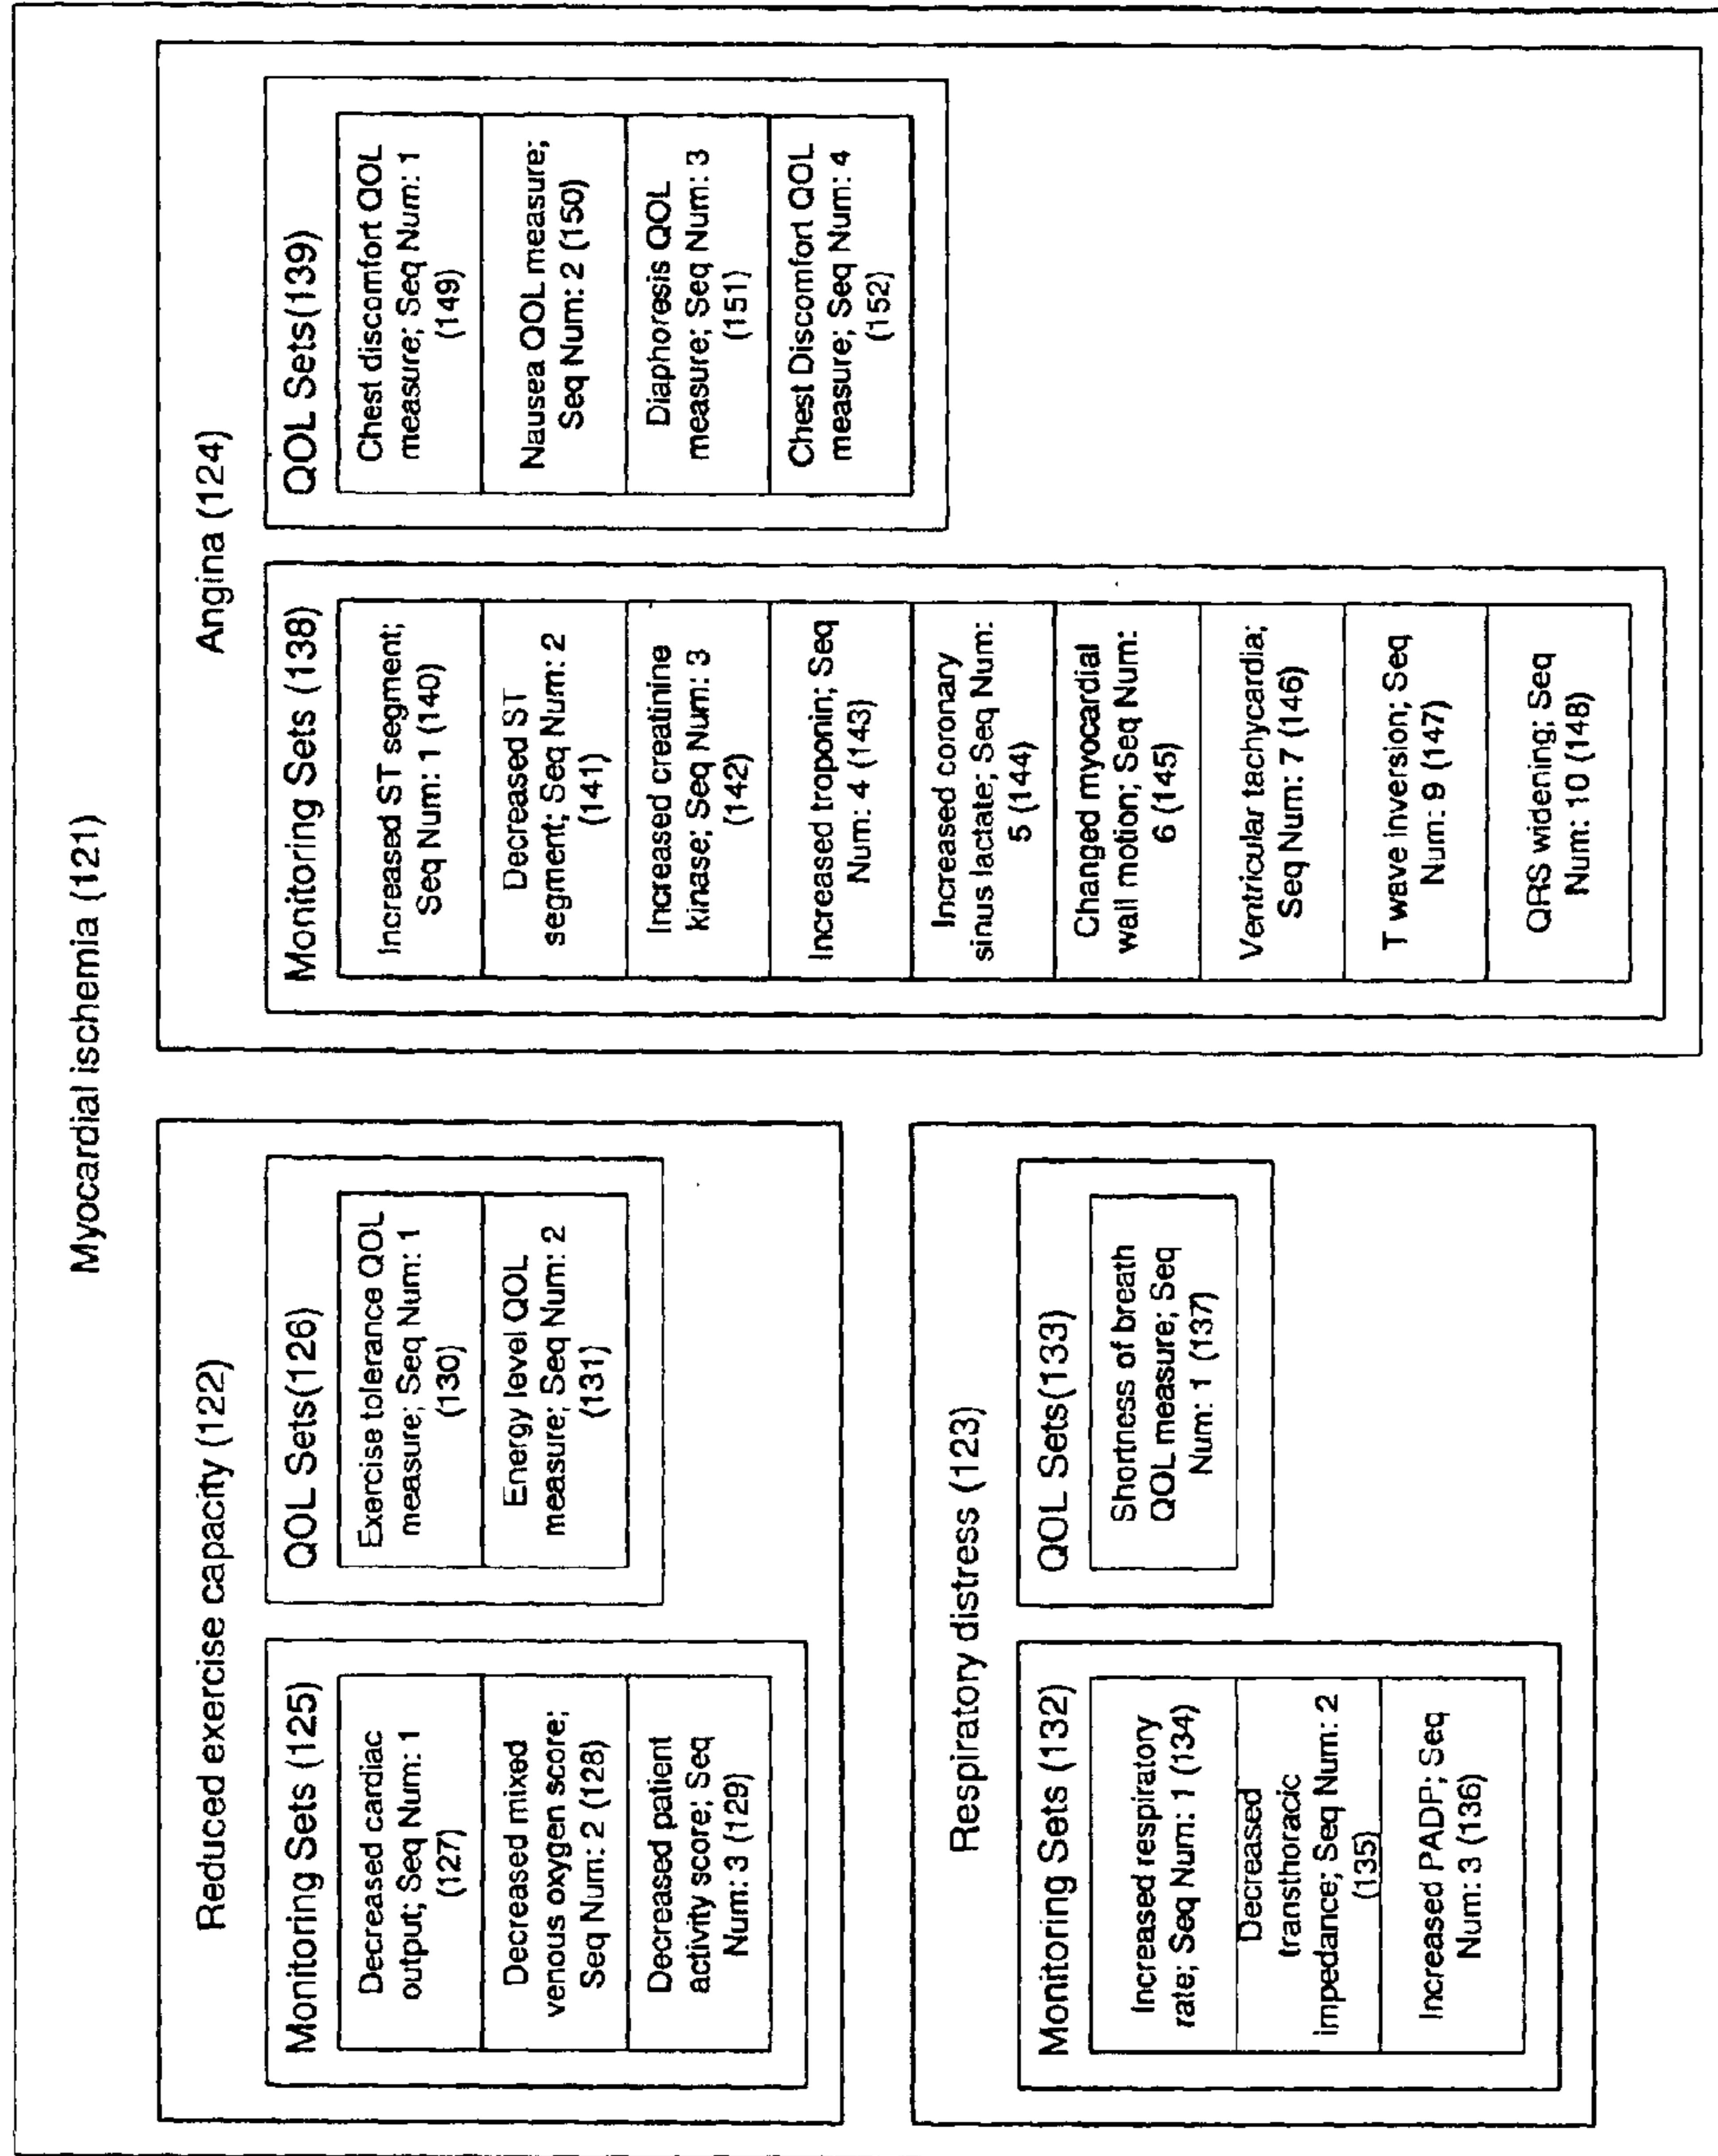 Myocardial ischemia (121)
Reduced exercise capacity (122)
Monitoring Sets (125)
Decreased cardiac
output; Seq Num: 1
(127)
Decreased mixed
venous oxygen score;
Seq Num: 2 (128)
Decreased patient
activity score; Seq
Num: 3 (129)
QOL Sets(126)
Exercise tolerance QOL
measure; Seq Num: 1
(130)
Energy level QOL
measure; Seq Num: 2
(131)
Respiratory distress (123)
Monitoring Sets (132)
Increased respiratory
rate; Seq Num: 1 (134)
Decreased
transthoracic
impedance; Seq Num: 2
(135)
Increased PADP; Seq
Num: 3 (136)
QOL Sets(133)
Shortness of breath
QOL measure; Seq
Num: 1 (137)
Angina (124)
Monitoring Sets (138)
Increased ST segment;
Seq Num: 1 (140)
Decreased ST
segment; Seq Num: 2
(141)
Increased creatinine
kinase; Seq Num: 3
(142)
Increased troponin; Seq
Num: 4 (143)
Increased coronary
sinus lactate; Seq Num:
5 (144)
Changed myocardial
wall motion; Seq Num:
6 (145)
Ventricular tachycardia;
Seq Num: 7 (146)
T wave inversion; Seq
Num: 9 (147)
QRS widening; Seq
Num: 10 (148)
QOL Sets(139)
Chest discomfort QOL
measure; Seq Num: 1
(149)
Nausea QOL measure;
Seq Num: 2 (150)
Diaphoresis QOL
measure; Seq Num: 3
(151)
Chest Discomfort QOL
measure; Seq Num: 4
(152)